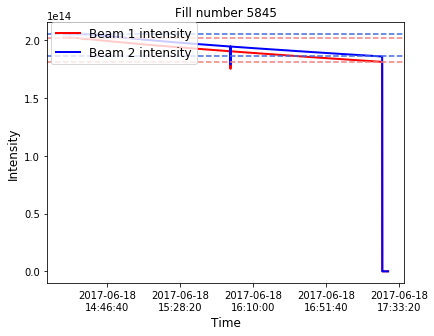 Fill number 5845
1e14
Beam 1 intensity
Beam 2 intensity
2.0
1.5
1.0
0.5
0.0
Intensity
2017-06-18
14:46:40
2017-06-18
15:28:20
2017-06-18
16:10:00
2017-06-18
16:51:40
2017-06-18
17:33:20
Time